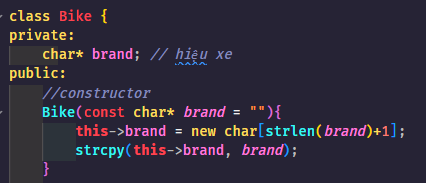 class Bike {
private:
    char* brand; // hiệu xe
public:
    //constructor
    Bike(const char* brand = ""){
        this->brand = new char[strlen(brand)+1];
        strcpy(this->brand, brand);
    }